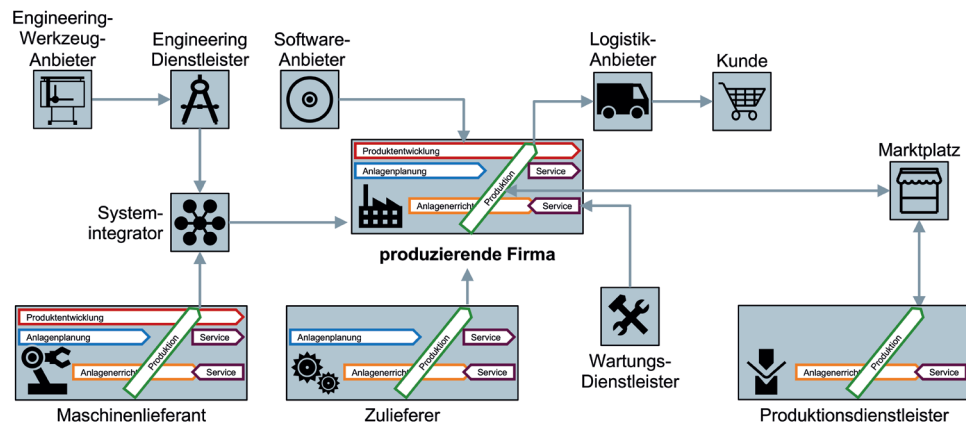 Engineering-
Werkzeug-
Anbieter
Engineering
Dienstleister
Software-
Anbieter
Logistik-
Anbieter
Kunde
Produktentwicklung
Anlagenplanung
Service
Produktion
Anlagenerricht
Service
produzierende Firma
Marktplatz
System-
integrator
Produktentwicklung
Anlagenplanung
Service
Produktion
Anlagenerricht
Service
Maschinenlieferant
Anlagenplanung
Service
Produktion
Anlagenerricht
Service
Zulieferer
Wartungs-
Dienstleister
Produktion
Service
Anlagenerricht
Service
Produktionsdienstleister